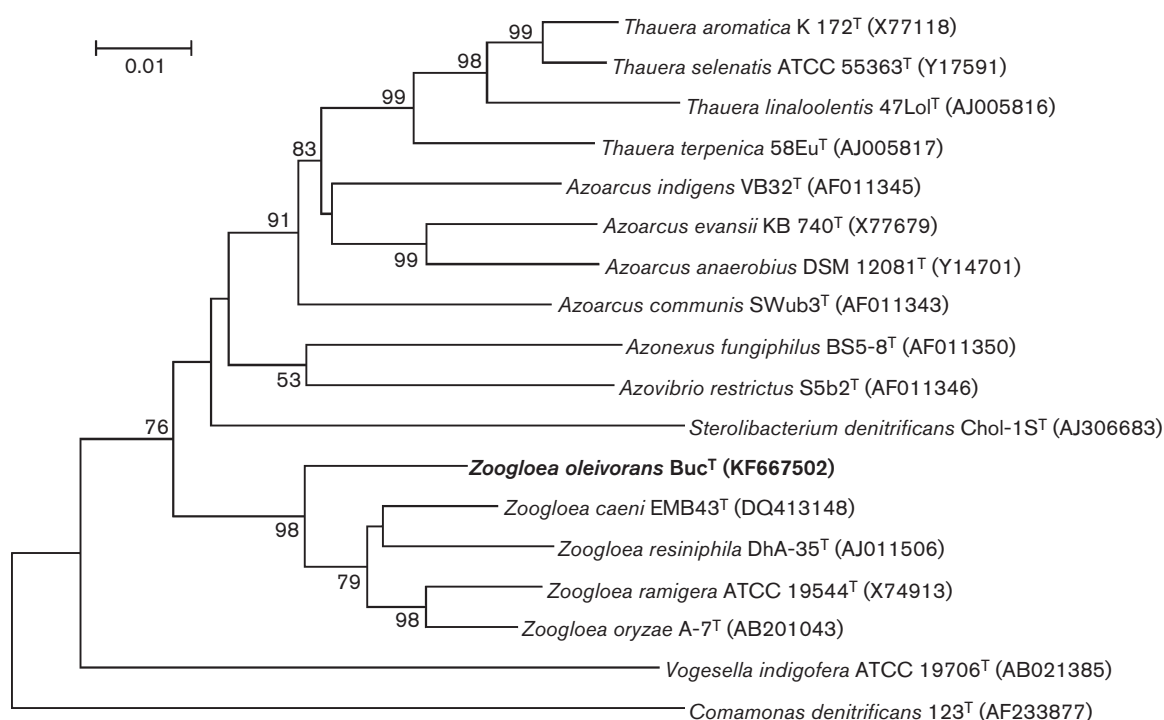 99
Thauera aromatica K 172ᵀ (X77118)
0.01
98
Thauera selenatis ATCC 55363ᵀ (Y17591)
99
Thauera linaloolentis 47Lolᵀ (AJ005816)
83
Thauera terpenica 58Euᵀ (AJ005817)
Azoarcus indigens VB32ᵀ (AF011345)
91
Azoarcus evansii KB 740ᵀ (X77679)
99
Azoarcus anaerobius DSM 12081ᵀ (Y14701)
Azoarcus communis SWub3ᵀ (AF011343)
Azonexus fungiphilus BS5-8ᵀ (AF011350)
53
Azovibrio restrictus S5b2ᵀ (AF011346)
76
Sterolibacterium denitrificans Chol-1Sᵀ (AJ306683)
Zoogloea oleivorans Bucᵀ (KF667502)
Zoogloea caeni EMB43ᵀ (DQ413148)
98
Zoogloea resiniphila DhA-35ᵀ (AJ011506)
79
Zoogloea ramigera ATCC 19544ᵀ (X74913)
98
Zoogloea oryzae A-7ᵀ (AB201043)
Vogesella indigofera ATCC 19706ᵀ (AB021385)
Comamonas denitrificans 123ᵀ (AF233877)